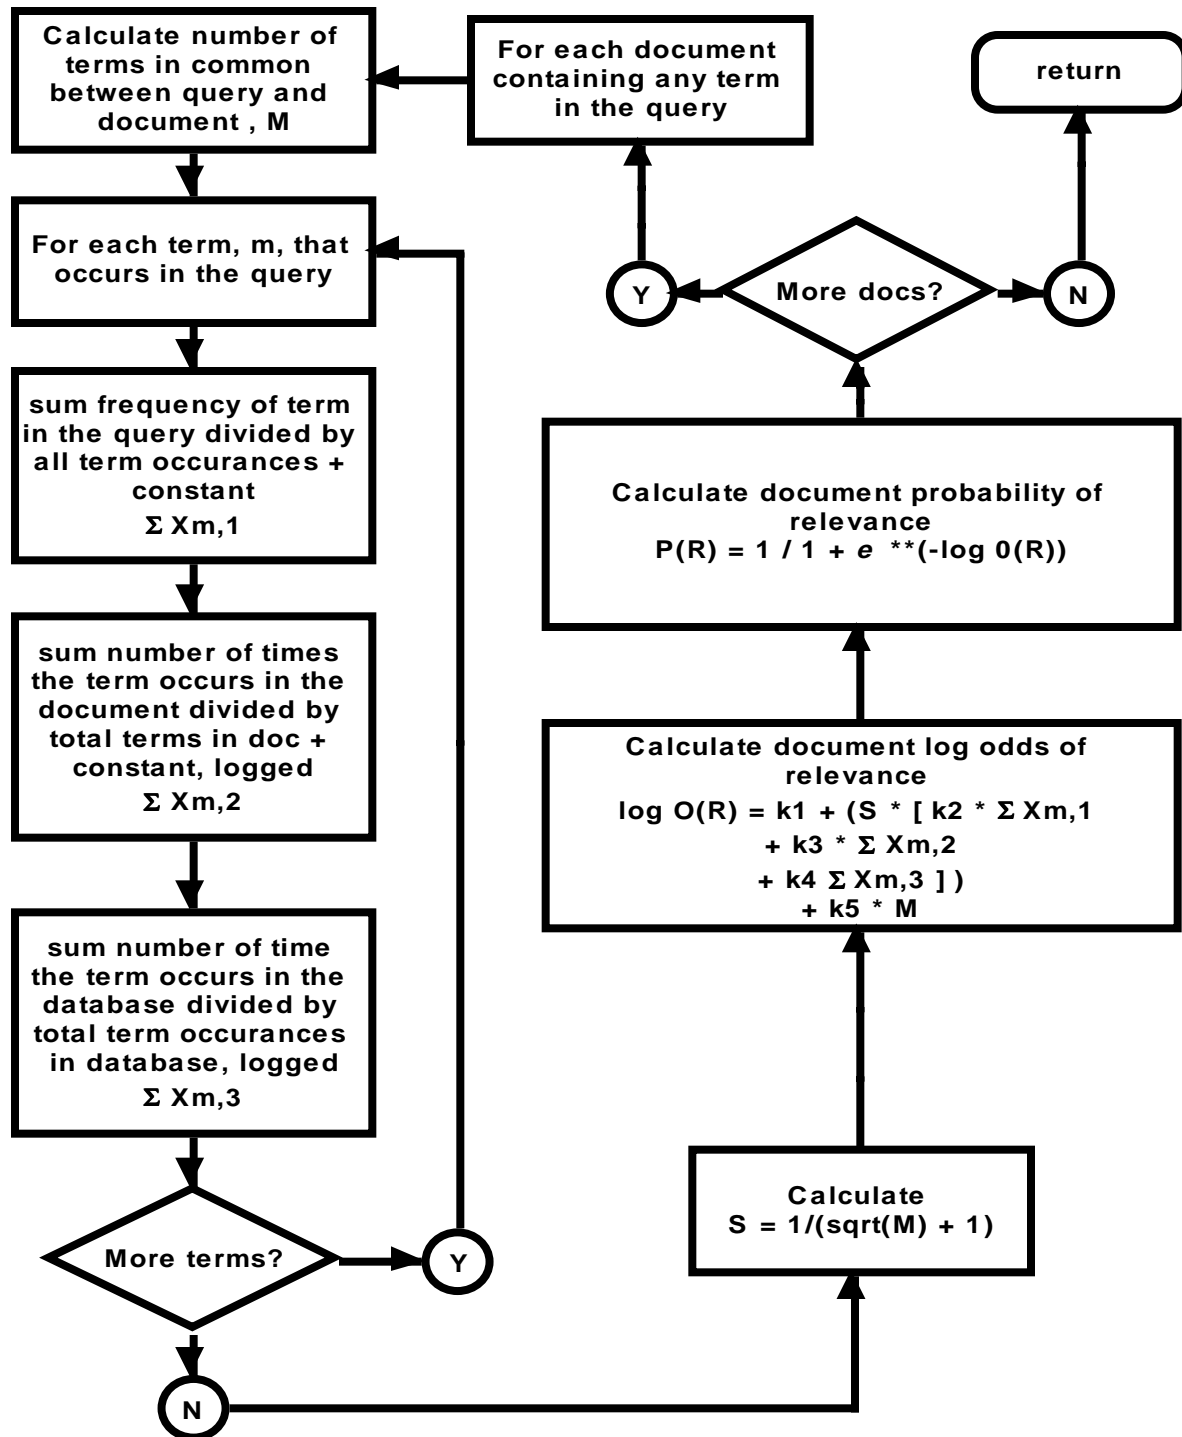 Calculate number of
terms in common
between query and
document , M
For each document
containing any term
in the query
return
For each term, m, that
occurs in the query
Y
More docs?
N
sum frequency of term
in the query divided by
all term occurances +
constant
Σ Xm,1
Calculate document probability of
relevance
P(R) = 1 / 1 + e **(-log 0(R))
sum number of times
the term occurs in the
document divided by
total terms in doc +
constant, logged
Σ Xm,2
Calculate document log odds of
relevance
log O(R) = k1 + (S * [ k2 * Σ Xm,1
+ k3 * Σ Xm,2
+ k4 Σ Xm,3 ] )
+ k5 * M
sum number of time
the term occurs in the
database divided by
total term occurances
in database, logged
Σ Xm,3
Calculate
S = 1/(sqrt(M) + 1)
More terms?
Y
N